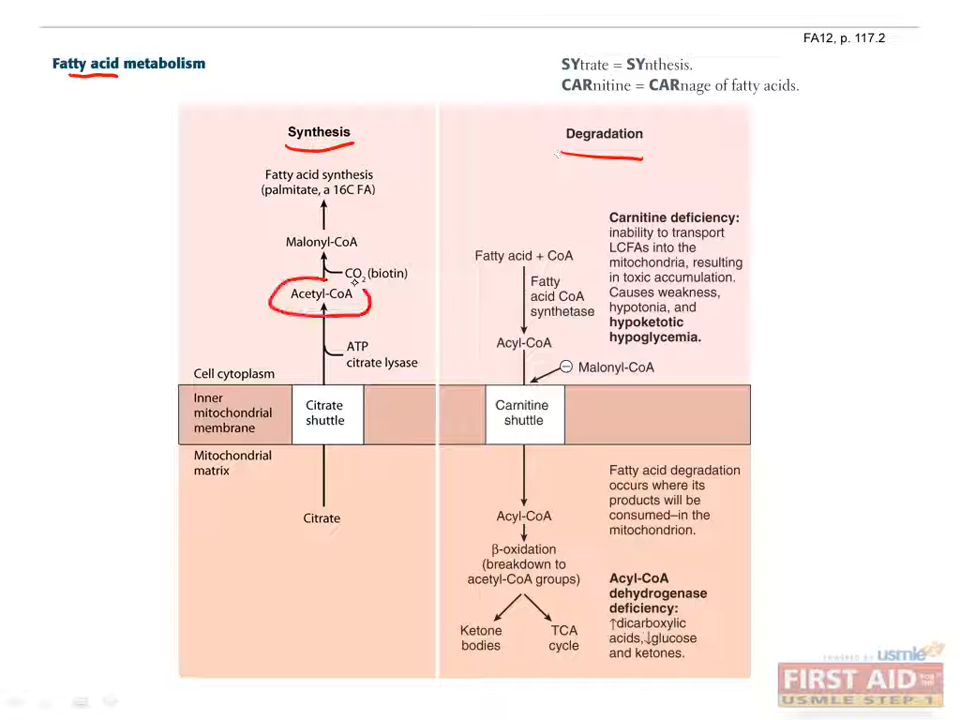 FA12, p. 117.2
Fatty acid metabolism
SYtrate = SYnthesis.
CARnitine = CARnage of fatty acids.
Synthesis
Fatty acid synthesis
(palmitate, a 16C FA)
Malonyl-CoA
CO2 (biotin)
Acetyl-CoA
ATP
citrate lysase
Cell cytoplasm
Inner
mitochondrial
membrane
Citrate
shuttle
Mitochondrial
matrix
Citrate
Degradation
Fatty acid + CoA
Fatty
acid CoA
synthetase
Acyl-CoA
Malonyl-CoA
Carnitine
shuttle
Acyl-CoA
β-oxidation
(breakdown to
acetyl-CoA groups)
Ketone
bodies
TCA
cycle
Carnitine deficiency:
inability to transport
LCFAs into the
mitochondria, resulting
in toxic accumulation.
Causes weakness,
hypotonia, and
hypoketotic
hypoglycemia.
Fatty acid degradation
occurs where its
products will be
consumed–in the
mitochondrion.
Acyl-CoA
dehydrogenase
deficiency:
↑dicarboxylic
acids,↓glucose
and ketones.
POWERED BY usmle
FIRST AID FOR THE
USMLE STEP 1